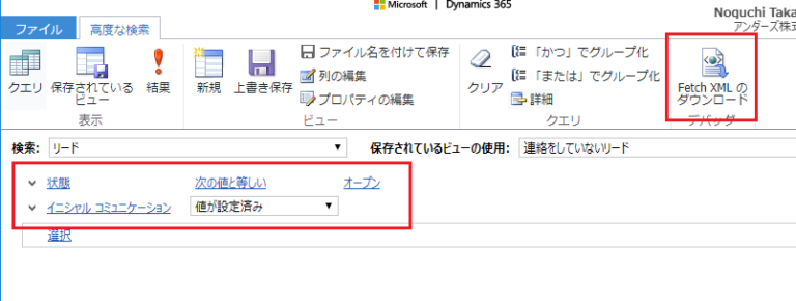 Microsoft | Dynamics 365
Noguchi Taka
アンダーズ株式
ファイル 高度な検索
クエリ 保存されているビュー 結果 新規 上書き保存 ファイル名を付けて保存 列の編集 プロパティの編集 クリア 「かつ」でグループ化 「または」でグループ化 詳細 Fetch XML のダウンロード
表示 ビュー クエリ デバッグ
検索: リード 保存されているビューの使用: 連絡をしていないリード
状態 次の値と等しい オープン
イニシャル コミュニケーション 値が設定済み
選択